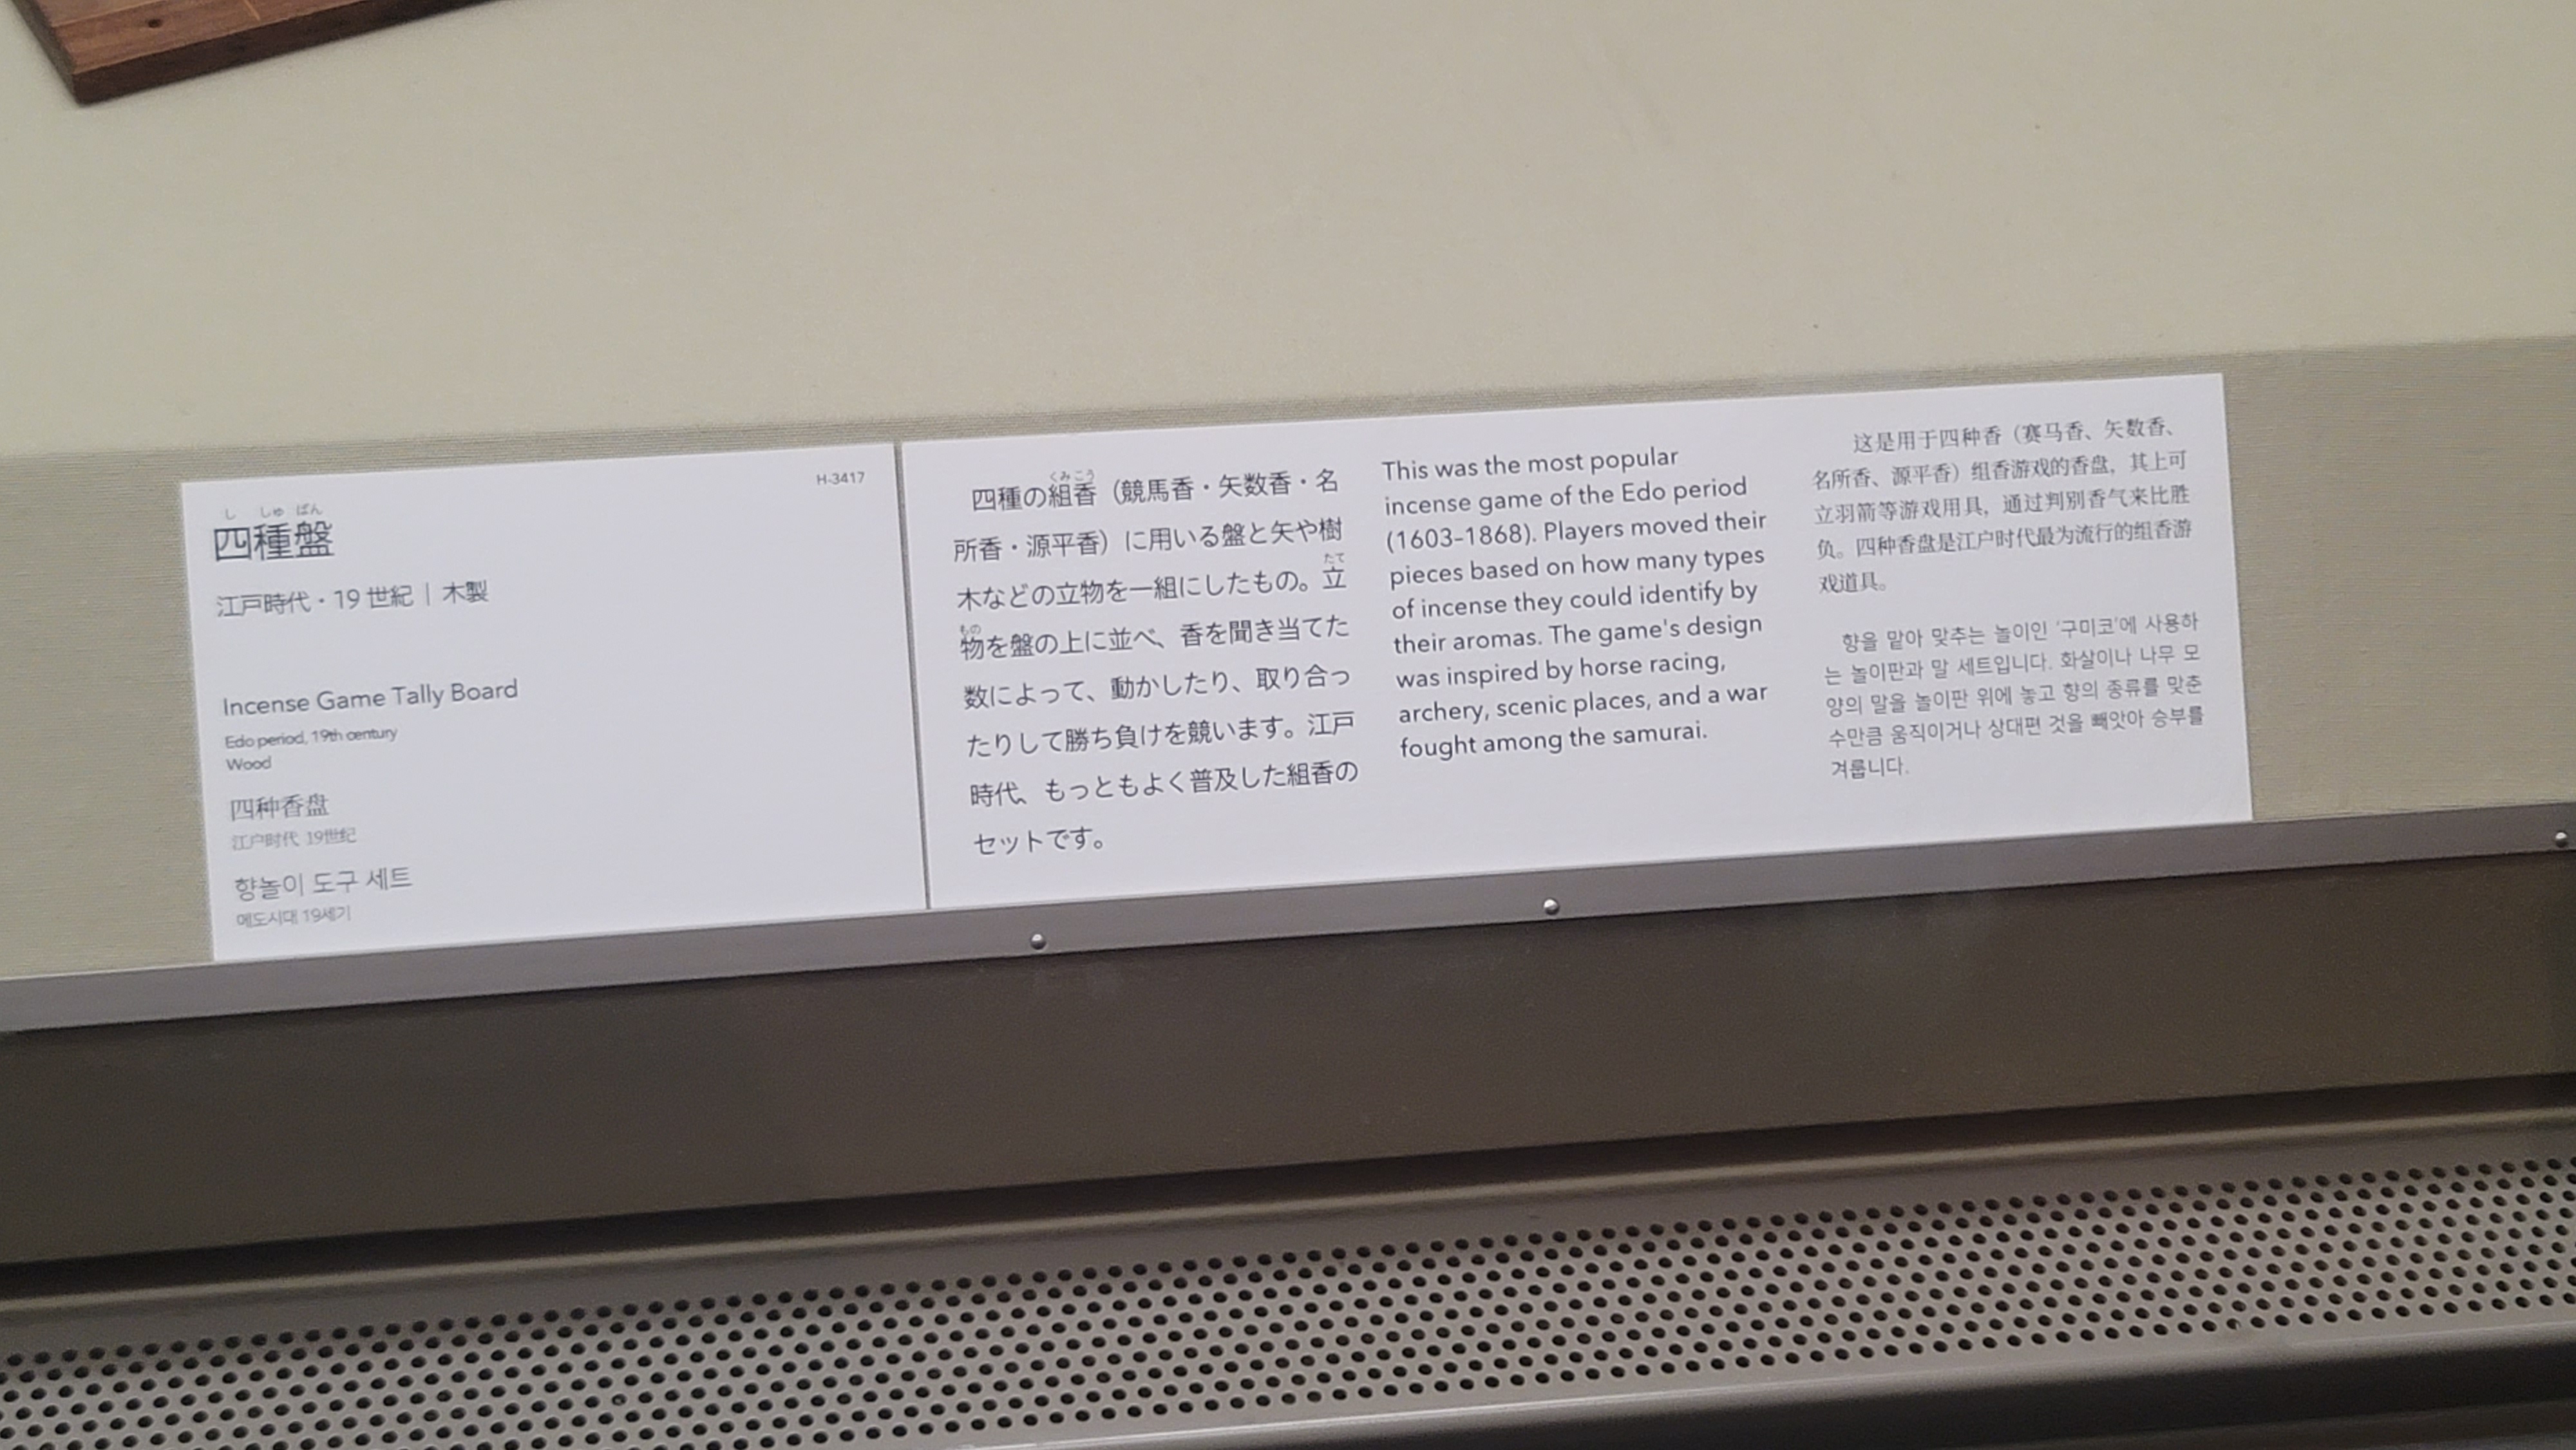 H-3417
し しゅ ばん
四種盤
江戸時代・19 世紀 | 木製
Incense Game Tally Board
Edo period, 19th century
Wood
四种香盘
江户时代 19世纪
향놀이 도구 세트
에도시대 19세기
くみこう
四種の組香（競馬香・矢数香・名
所香・源平香）に用いる盤と矢や樹
たて
木などの立物を一組にしたもの。立
もの
物を盤の上に並べ、香を聞き当てた
数によって、動かしたり、取り合っ
たりして勝ち負けを競います。江戸
時代、もっともよく普及した組香の
セットです。
This was the most popular
incense game of the Edo period
(1603-1868). Players moved their
pieces based on how many types
of incense they could identify by
their aromas. The game's design
was inspired by horse racing,
archery, scenic places, and a war
fought among the samurai.
这是用于四种香（赛马香、矢数香、
名所香、源平香）组香游戏的香盘，其上可
立羽箭等游戏用具，通过判别香气来比胜
负。四种香盘是江户时代最为流行的组香游
戏道具。
향을 맡아 맞추는 놀이인 '구미코'에 사용하
는 놀이판과 말 세트입니다. 화살이나 나무 모
양의 말을 놀이판 위에 놓고 향의 종류를 맞춘
수만큼 움직이거나 상대편 것을 빼앗아 승부를
겨룹니다.